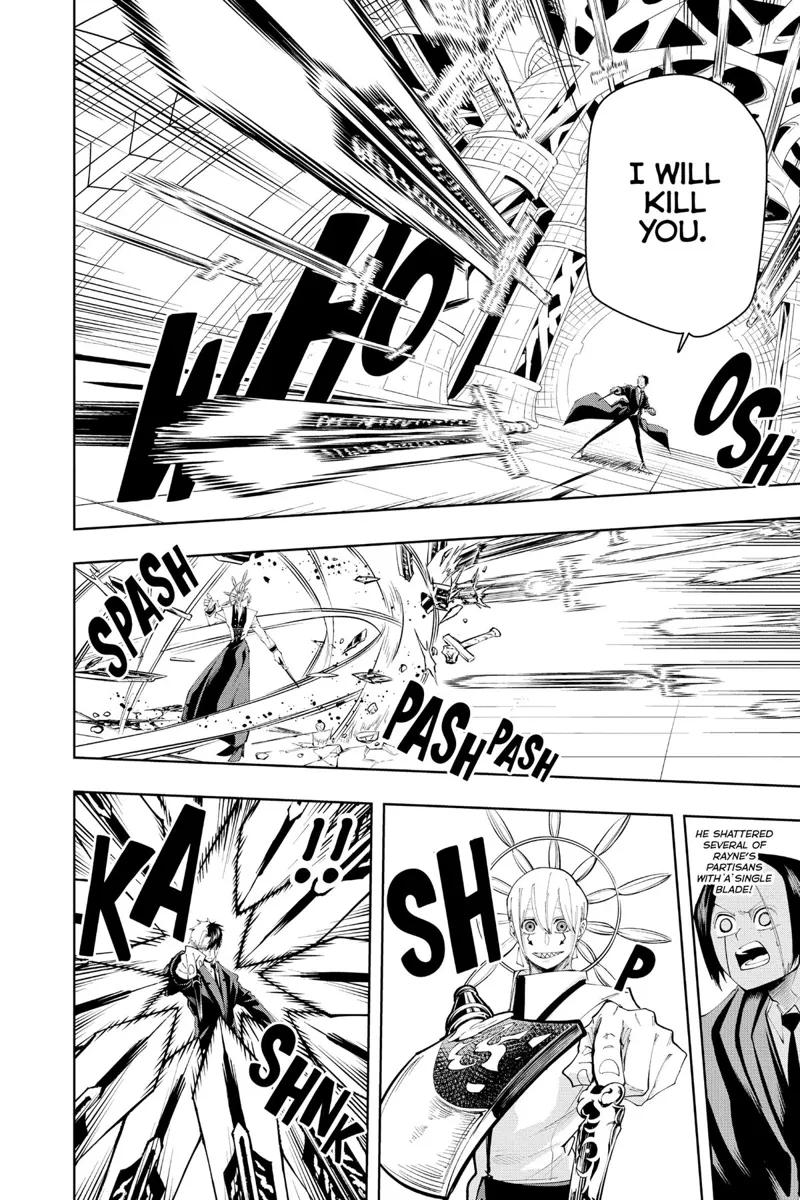 I WILL
KILL
YOU.
WHO
OSH
SPASH
PASH
PASH
HE SHATTERED
SEVERAL OF
RAYNE'S
PARTISANS
WITH A SINGLE
BLADE!
SH
P
!!
-KA
SHNK